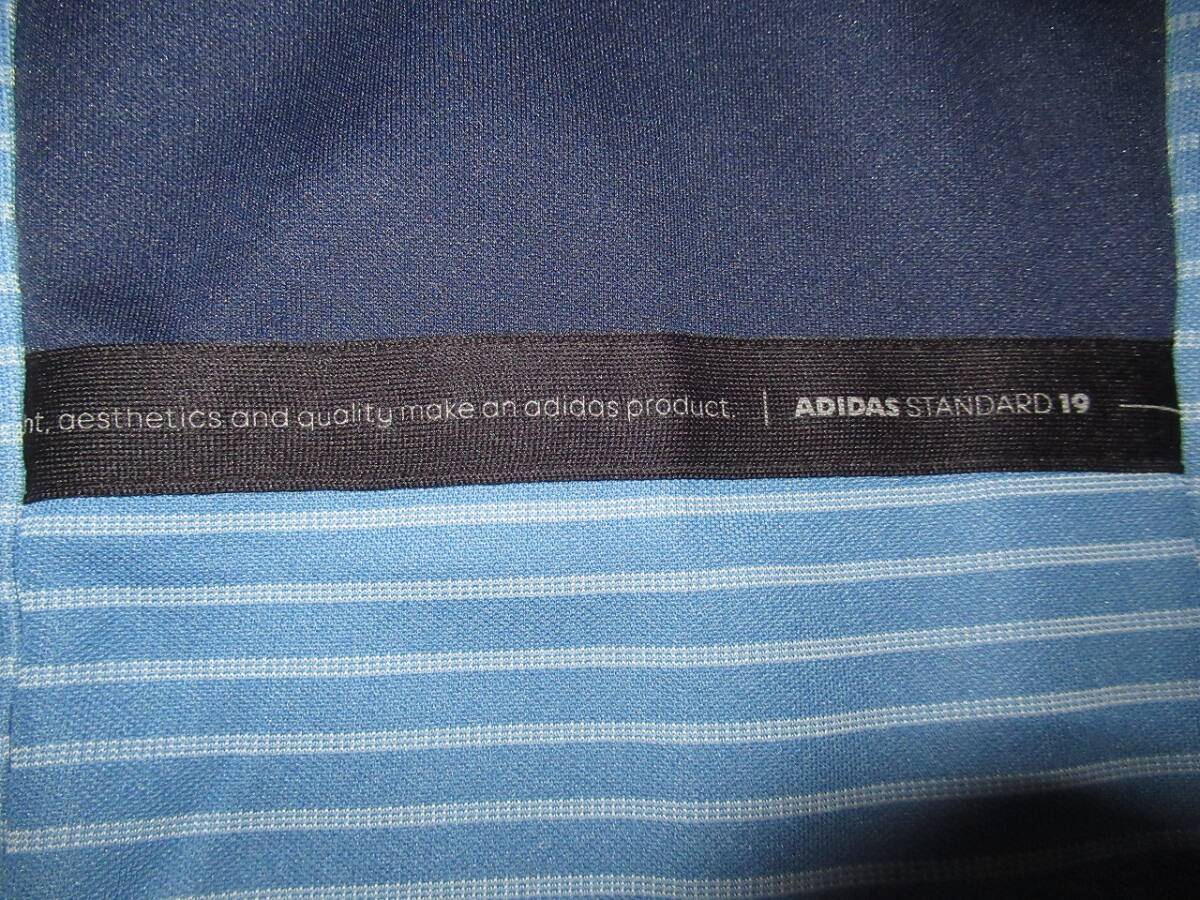 nt, aesthetics and quality make an adidas product. | ADIDAS STANDARD 19